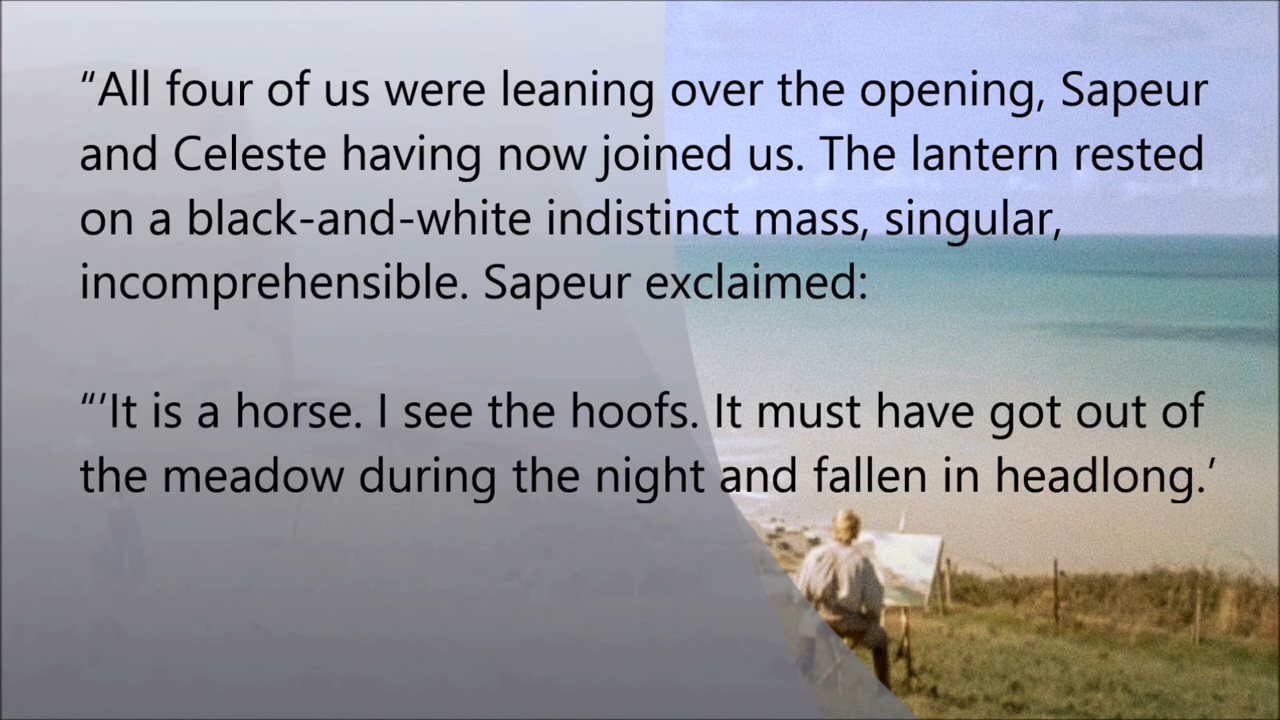 “All four of us were leaning over the opening, Sapeur
and Celeste having now joined us. The lantern rested
on a black-and-white indistinct mass, singular,
incomprehensible. Sapeur exclaimed:
“‘It is a horse. I see the hoofs. It must have got out of
the meadow during the night and fallen in headlong.’